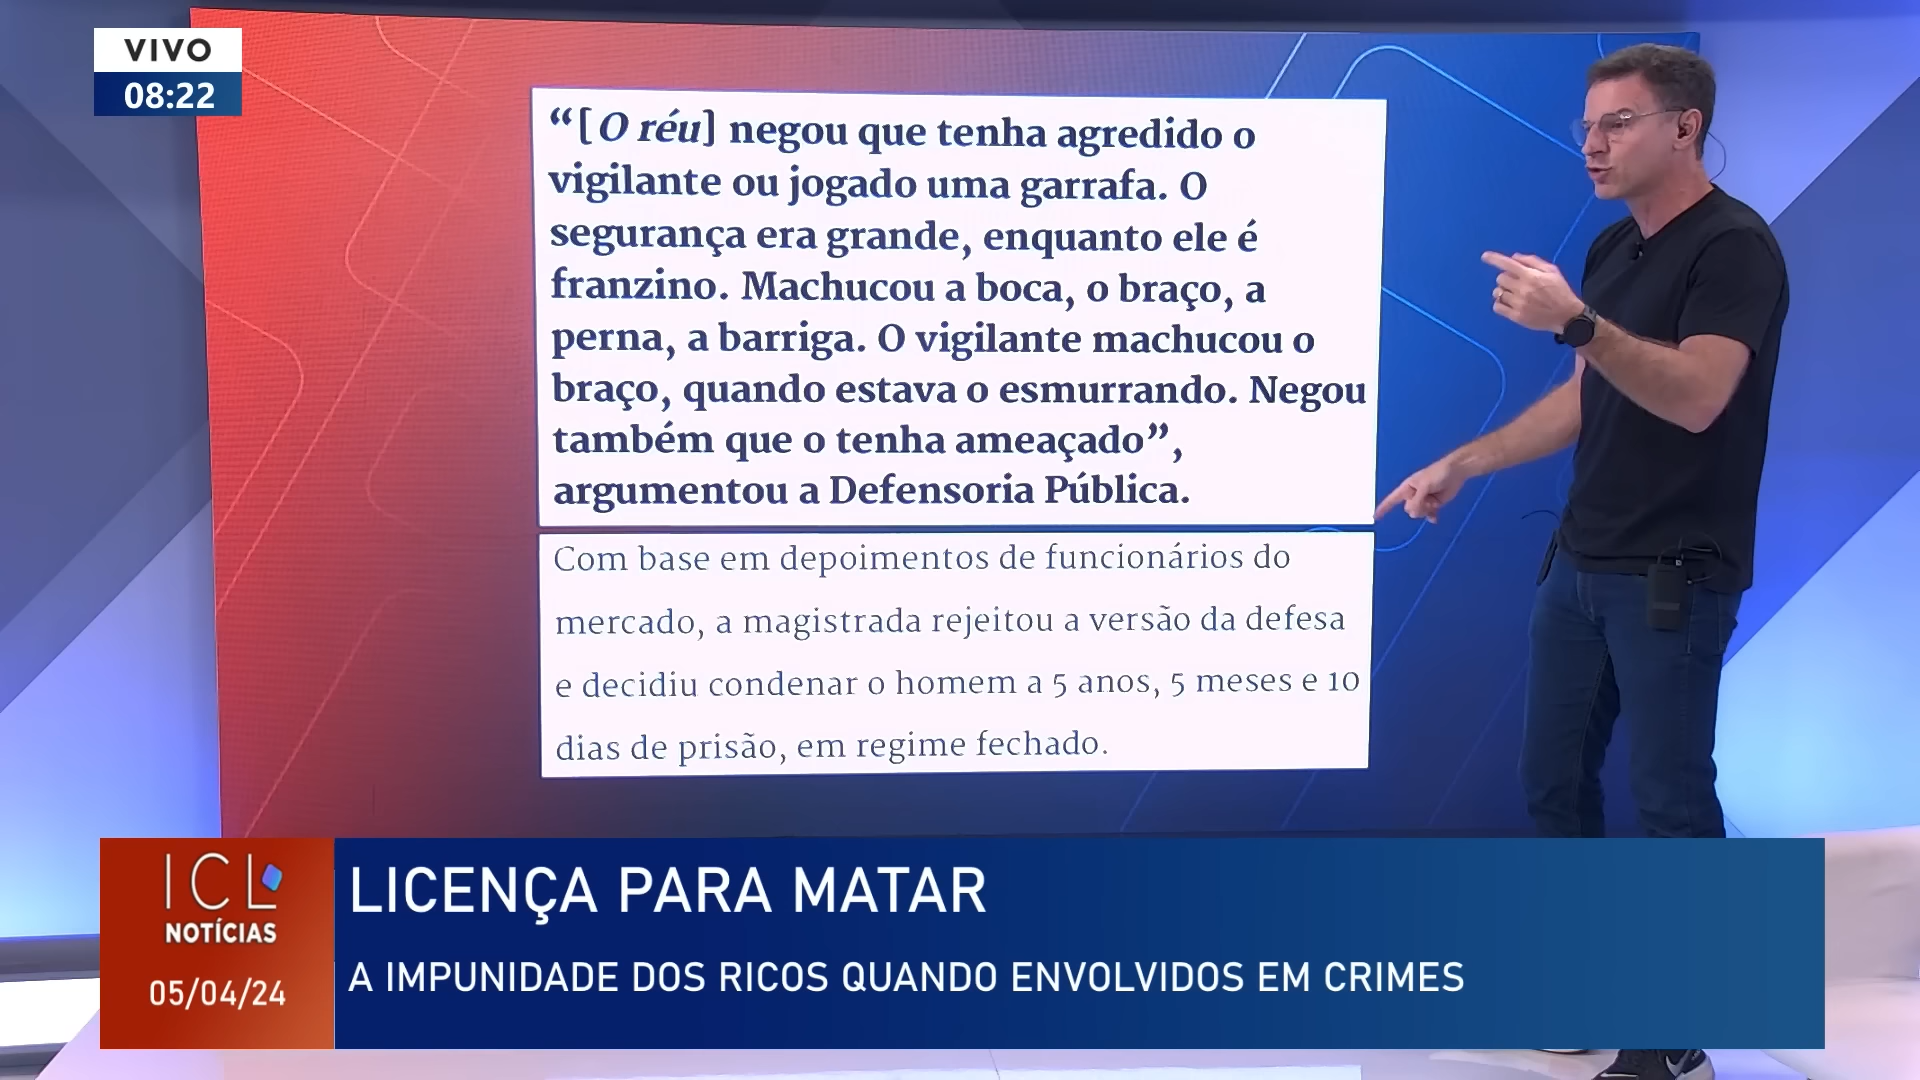 VIVO
08:22
“[O réu] negou que tenha agredido o
vigilante ou jogado uma garrafa. O
segurança era grande, enquanto ele é
franzino. Machucou a boca, o braço, a
perna, a barriga. O vigilante machucou o
braço, quando estava o esmurrando. Negou
também que o tenha ameaçado”,
argumentou a Defensoria Pública.
Com base em depoimentos de funcionários do
mercado, a magistrada rejeitou a versão da defesa
e decidiu condenar o homem a 5 anos, 5 meses e 10
dias de prisão, em regime fechado.
ICL
NOTÍCIAS
05/04/24
LICENÇA PARA MATAR
A IMPUNIDADE DOS RICOS QUANDO ENVOLVIDOS EM CRIMES